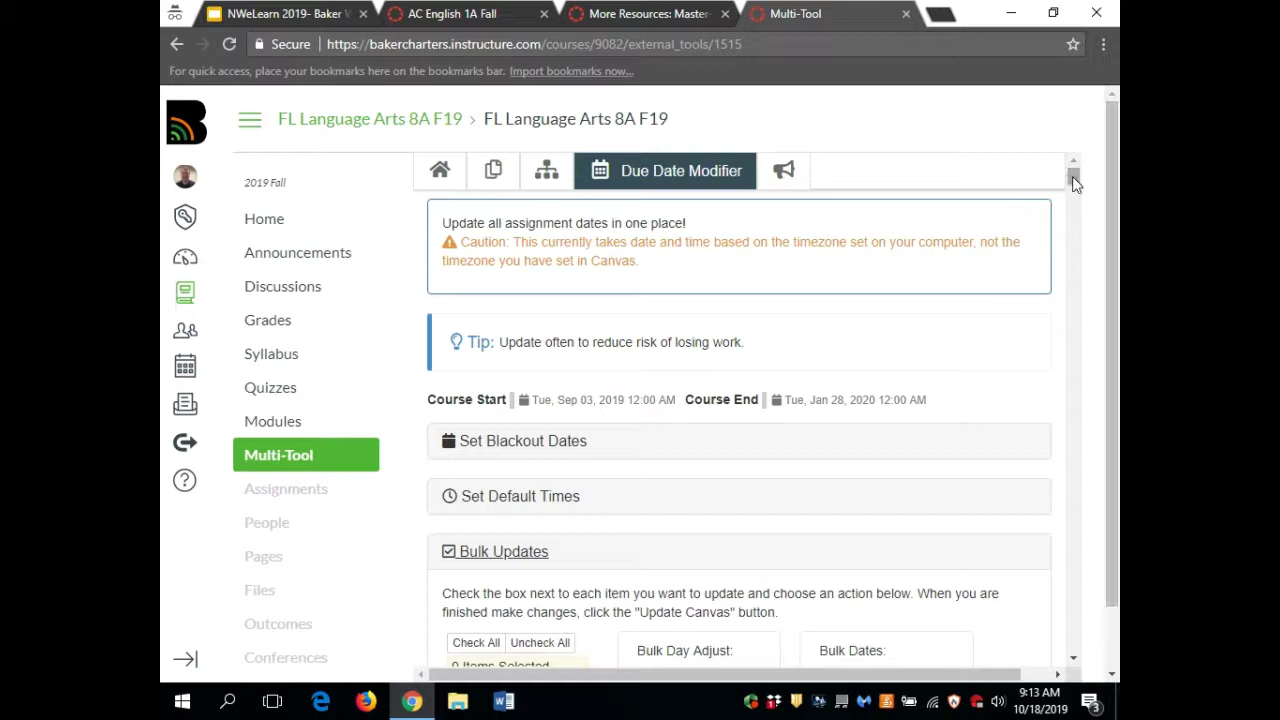 NWeLearn 2019- Baker
AC English 1A Fall
More Resources: Master-
Multi-Tool
Secure
https://bakercharters.instructure.com/courses/9082/external_tools/1515
For quick access, place your bookmarks here on the bookmarks bar. Import bookmarks now...
FL Language Arts 8A F19 › FL Language Arts 8A F19
2019 Fall
Home
Announcements
Discussions
Grades
Syllabus
Quizzes
Modules
Multi-Tool
Assignments
People
Pages
Files
Outcomes
Conferences
Due Date Modifier
Update all assignment dates in one place!
Caution: This currently takes date and time based on the timezone set on your computer, not the
timezone you have set in Canvas.
Tip: Update often to reduce risk of losing work.
Course Start Tue, Sep 03, 2019 12:00 AM Course End Tue, Jan 28, 2020 12:00 AM
Set Blackout Dates
Set Default Times
Bulk Updates
Check the box next to each item you want to update and choose an action below. When you are
finished make changes, click the "Update Canvas" button.
Check All Uncheck All
0 Items Selected
Bulk Day Adjust:
Bulk Dates:
9:13 AM
10/18/2019
3